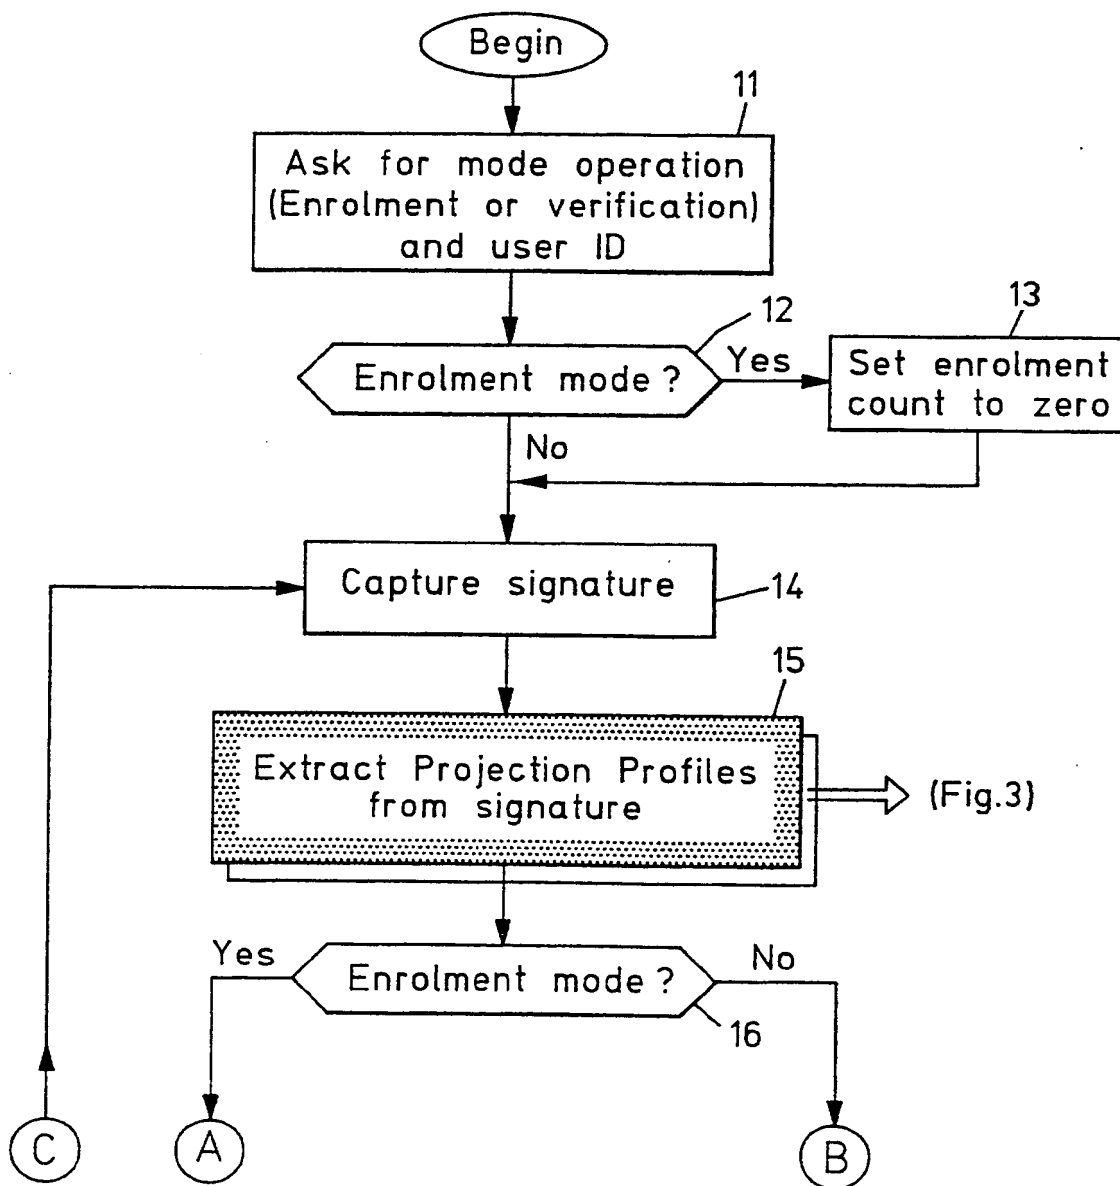 Begin
11
Ask for mode operation
(Enrolment or verification)
and user ID
12
Enrolment mode ?
Yes
13
Set enrolment
count to zero
No
Capture signature
14
15
Extract Projection Profiles
from signature
(Fig.3)
Yes
Enrolment mode ?
No
16
C
A
B